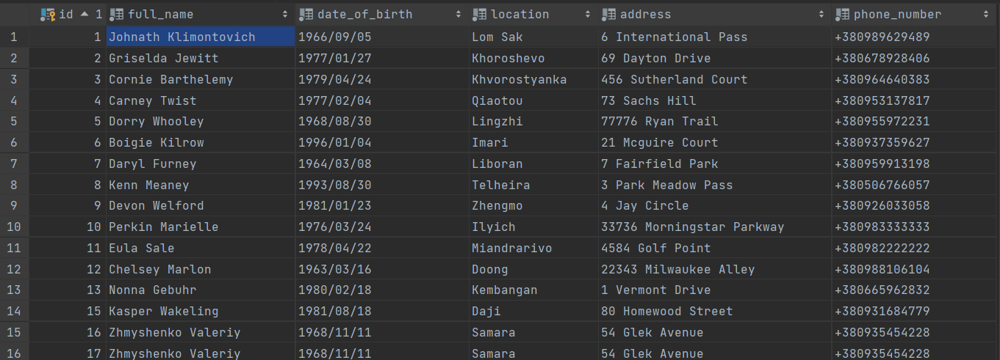 id 1 full_name date_of_birth location address phone_number
1 1 Johnath Klimontovich 1966/09/05 Lom Sak 6 International Pass +380989629489
2 2 Griselda Jewitt 1977/01/27 Khoroshevo 69 Dayton Drive +380678928406
3 3 Cornie Barthelemy 1979/04/24 Khvorostyanka 456 Sutherland Court +380964640383
4 4 Carney Twist 1977/02/04 Qiaotou 73 Sachs Hill +380953137817
5 5 Dorry Whooley 1968/08/30 Lingzhi 77776 Ryan Trail +380955972231
6 6 Boigie Kilrow 1996/01/04 Imari 21 Mcguire Court +380937359627
7 7 Daryl Furney 1964/03/08 Liboran 7 Fairfield Park +380959913198
8 8 Kenn Meaney 1993/08/30 Telheira 3 Park Meadow Pass +380506766057
9 9 Devon Welford 1981/01/23 Zhengmo 4 Jay Circle +380926033058
10 10 Perkin Marielle 1976/03/24 Ilyich 33736 Morningstar Parkway +380983333333
11 11 Eula Sale 1978/04/22 Miandrarivo 4584 Golf Point +380982222222
12 12 Chelsey Marlon 1963/03/16 Doong 22343 Milwaukee Alley +380988106104
13 13 Nonna Gebuhr 1980/02/18 Kembangan 1 Vermont Drive +380665962832
14 15 Kasper Wakeling 1981/08/18 Daji 80 Homewood Street +380931684779
15 16 Zhmyshenko Valeriy 1968/11/11 Samara 54 Glek Avenue +380935454228
16 17 Zhmyshenko Valeriy 1968/11/11 Samara 54 Glek Avenue +380935454228